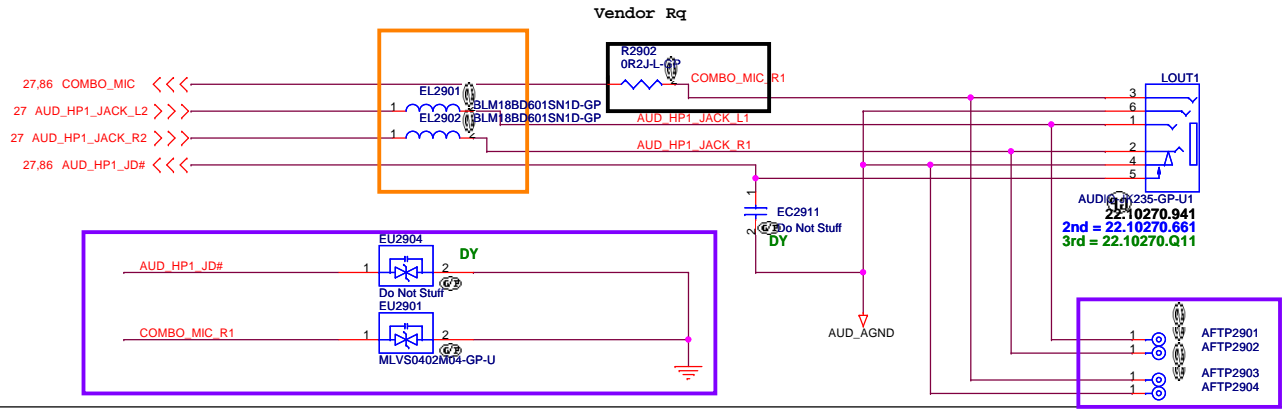 Vendor Rq
R2902
0R2J-L-GP
COMBO_MIC_R1
LOUT1
27,86 COMBO_MIC
EL2901
1
BLM18BD601SN1D-GP
27 AUD_HP1_JACK_L2
EL2902
1
BLM18BD601SN1D-GP
27 AUD_HP1_JACK_R2
AUD_HP1_JACK_L1
AUD_HP1_JACK_R1
27,86 AUD_HP1_JD#
3
6
1
2
4
5
1
EC2911
2
Do Not Stuff
DY
22.10270.941
2nd = 22.10270.661
3rd = 22.10270.Q11
EU2904
DY
AUD_HP1_JD#
1
2
Do Not Stuff
EU2901
COMBO_MIC_R1
1
2
MLVS0402M04-GP-U
AUD_AGND
1 AFTP2901
1 AFTP2902
1 AFTP2903
1 AFTP2904